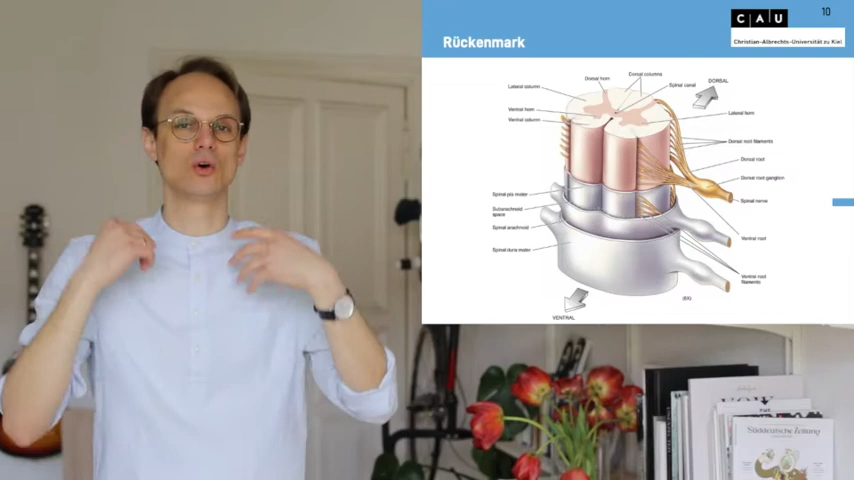 10
CAU
Christian-Albrechts-Universität zu Kiel
Rückenmark
Dorsal horn
Dorsal columns
DORSAL
Lateral column
Spinal canal
Ventral horn
Lateral horn
Ventral column
Dorsal root filaments
Dorsal root
Dorsal root ganglion
Spinal pia mater
Spinal nerve
Subarachnoid
space
Spinal arachnoid
Ventral root
Spinal dura mater
Ventral root
filaments
(BX)
VENTRAL
Süddeutsche Zeitung